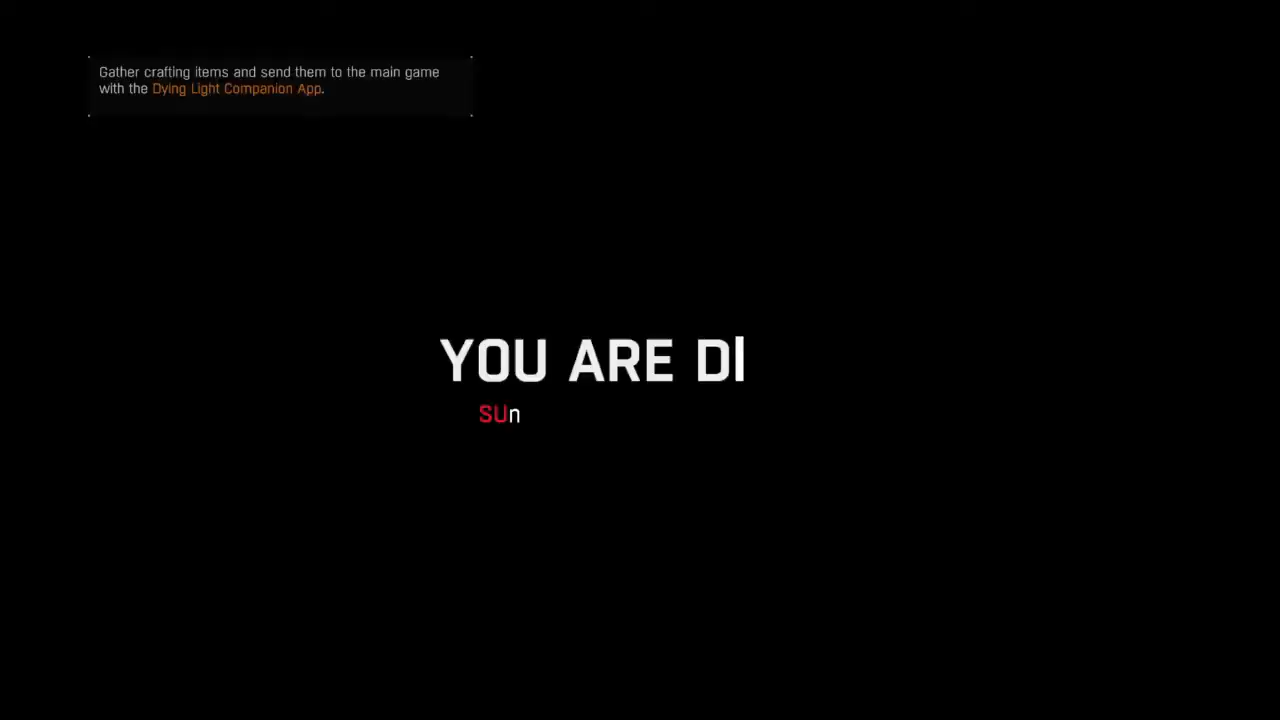 Gather crafting items and send them to the main game
with the Dying Light Companion App.
YOU ARE DI
SUn